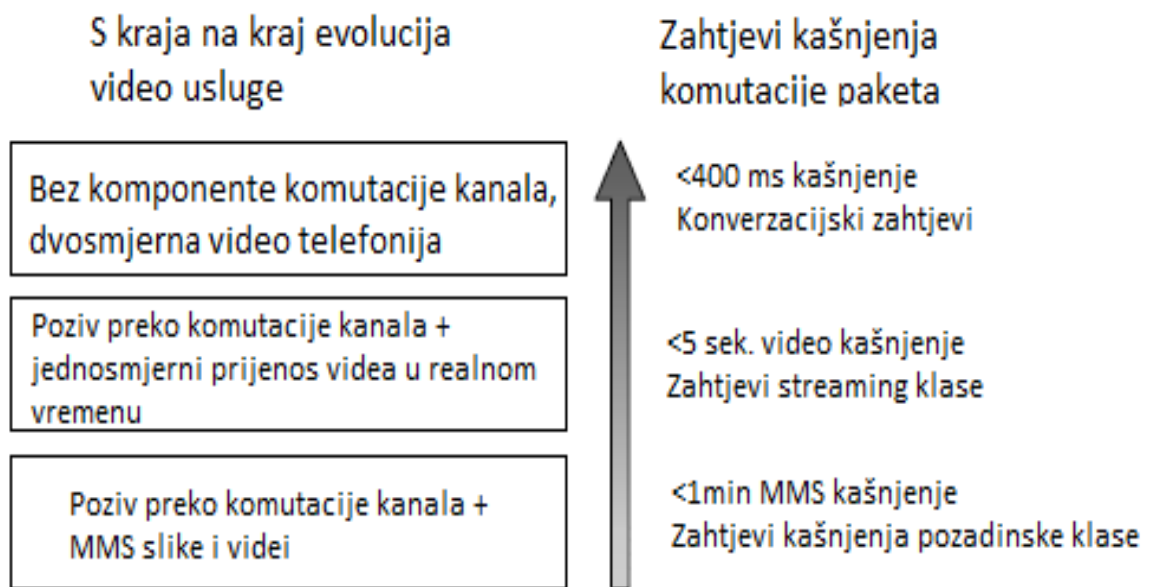 S kraja na kraj evolucija
video usluge
Zahtjevi kašnjenja
komutacije paketa
Bez komponente komutacije kanala,
dvosmjerna video telefonija
<400 ms kašnjenje
Konverzacijski zahtjevi
Poziv preko komutacije kanala +
jednosmjerni prijenos videa u realnom
vremenu
<5 sek. video kašnjenje
Zahtjevi streaming klase
Poziv preko komutacije kanala +
MMS slike i videi
<1min MMS kašnjenje
Zahtjevi kašnjenja pozadinske klase